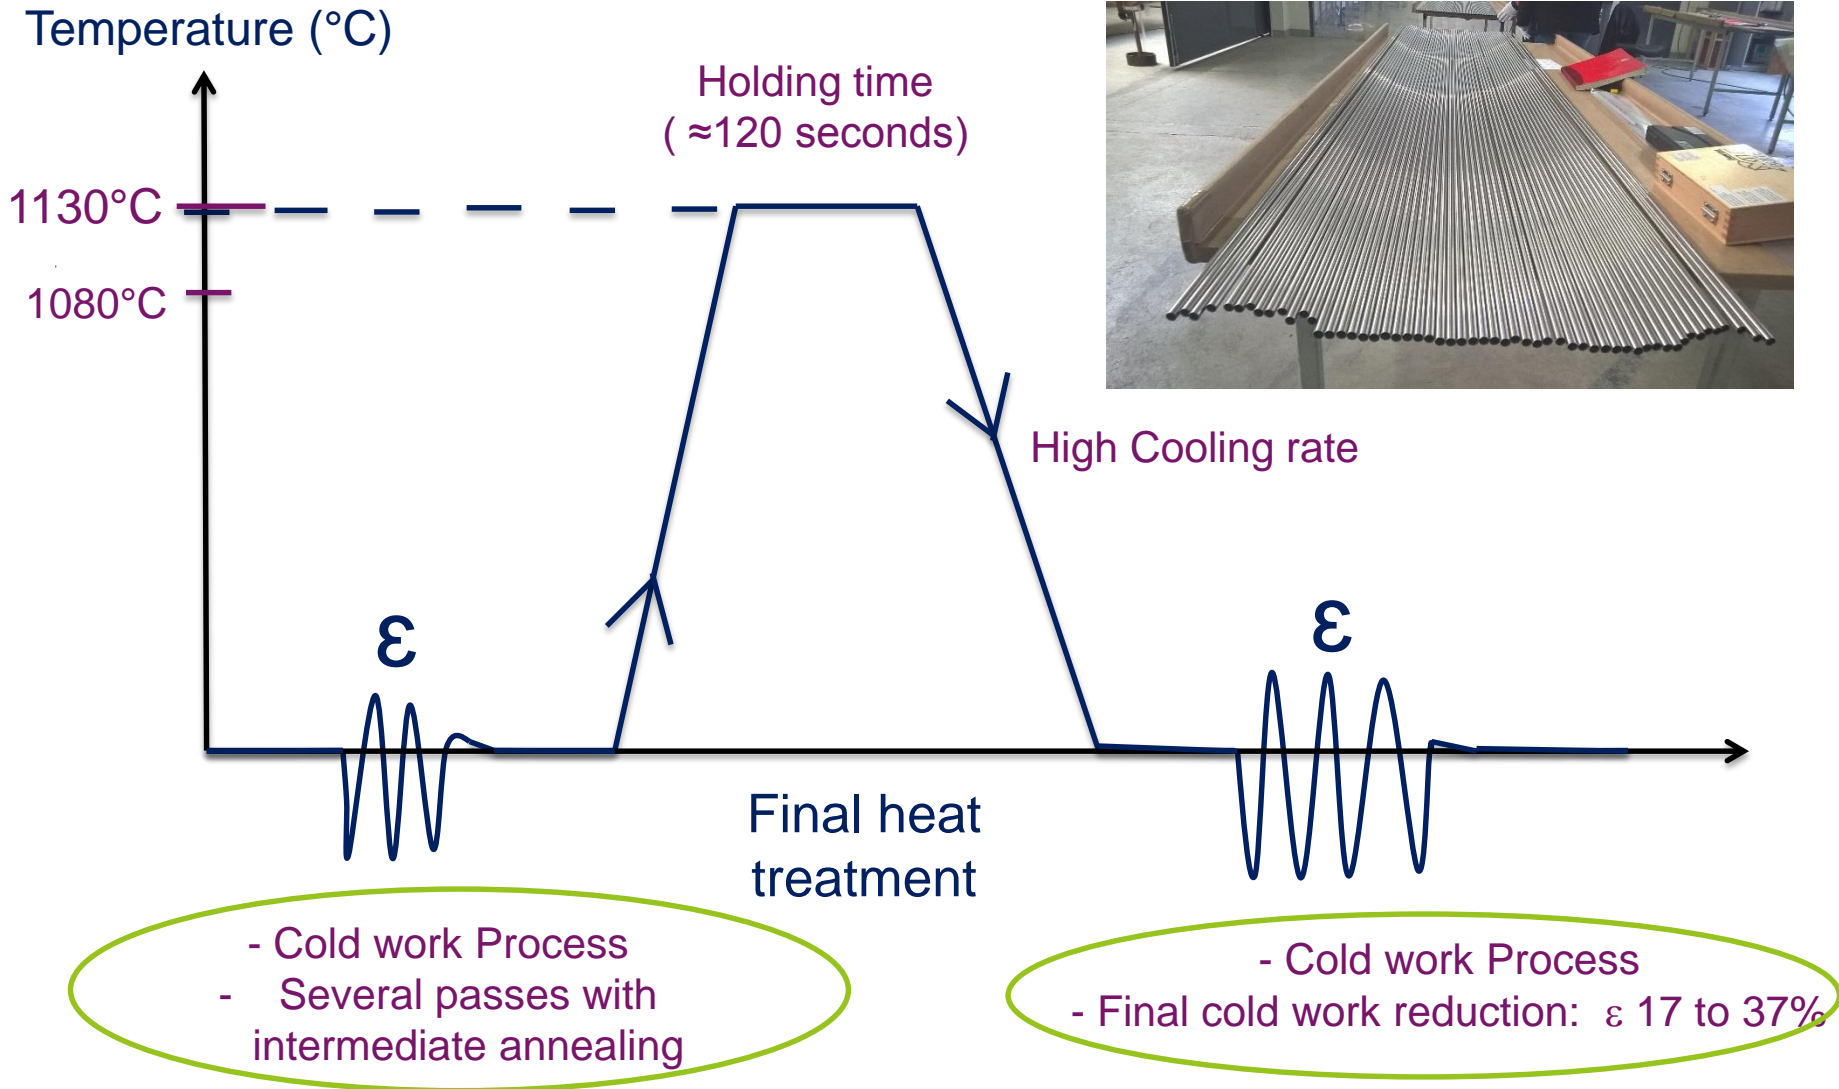 Temperature (°C)
Holding time
( ≈120 seconds)
1130°C
1080°C
High Cooling rate
ε
ε
Final heat
treatment
- Cold work Process
- Several passes with
intermediate annealing
- Cold work Process
- Final cold work reduction: ε 17 to 37%